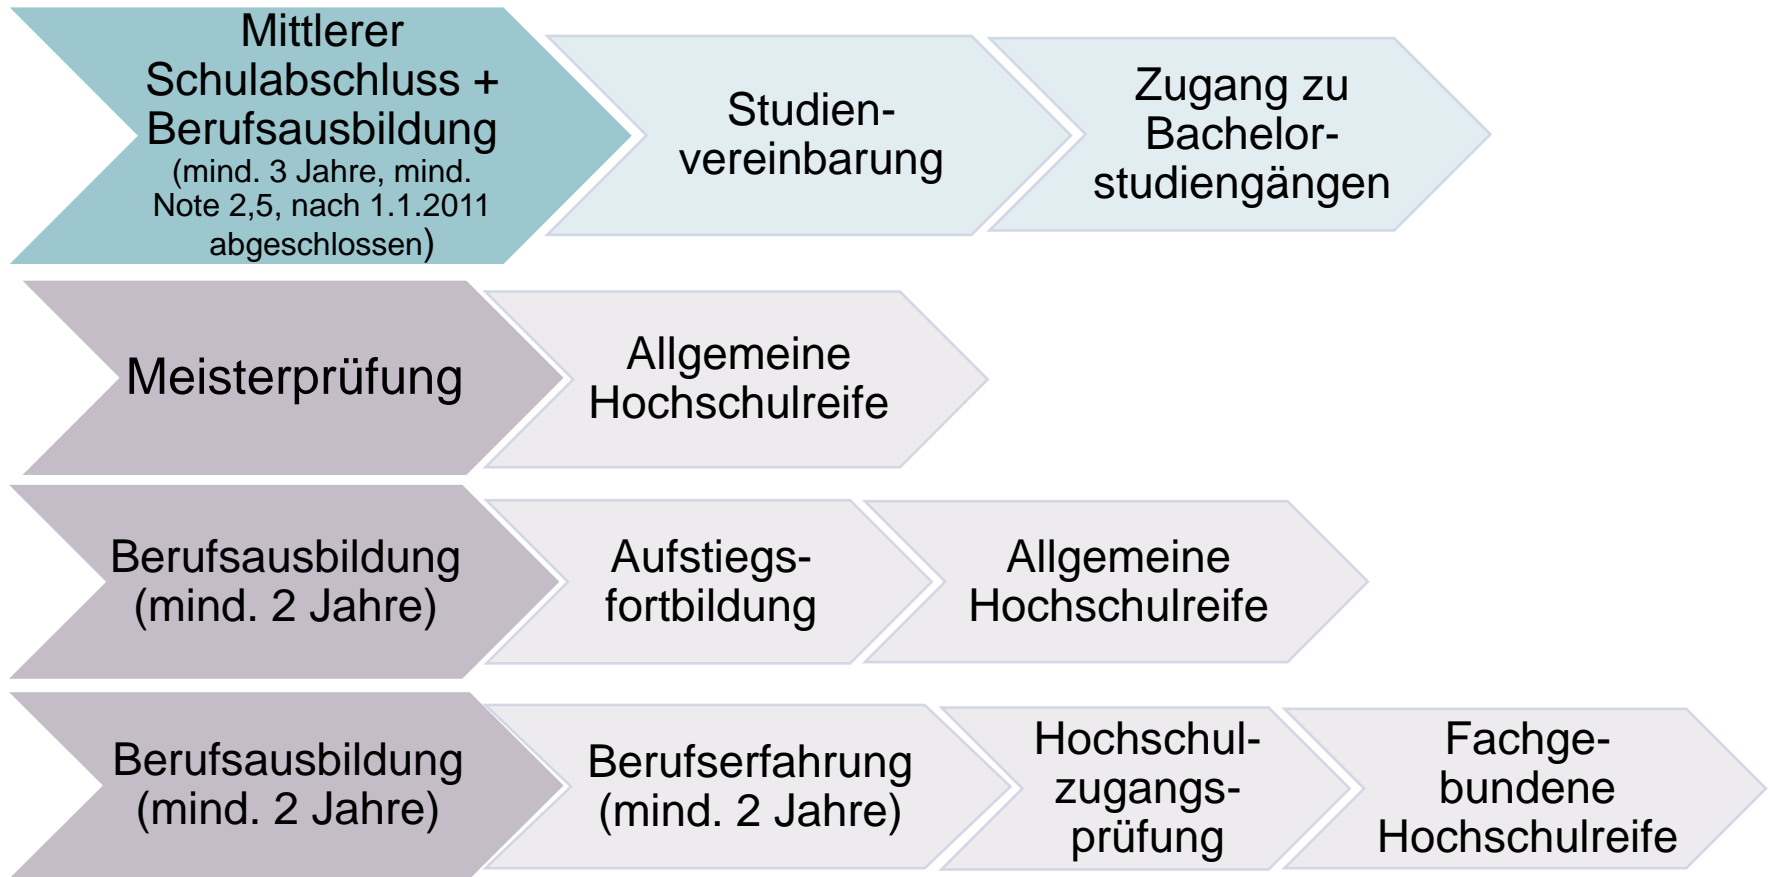 Mittlerer
Schulabschluss +
Berufsausbildung
(mind. 3 Jahre, mind.
Note 2,5, nach 1.1.2011
abgeschlossen)
Studien-
vereinbarung
Zugang zu
Bachelor-
studiengängen
Meisterprüfung
Allgemeine
Hochschulreife
Berufsausbildung
(mind. 2 Jahre)
Aufstiegs-
fortbildung
Allgemeine
Hochschulreife
Berufsausbildung
(mind. 2 Jahre)
Berufserfahrung
(mind. 2 Jahre)
Hochschul-
zugangs-
prüfung
Fachge-
bundene
Hochschulreife